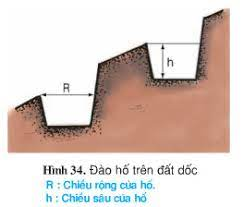 R
h
Hình 34. Đào hố trên đất dốc
R : Chiều rộng của hố.
h : Chiều sâu của hố